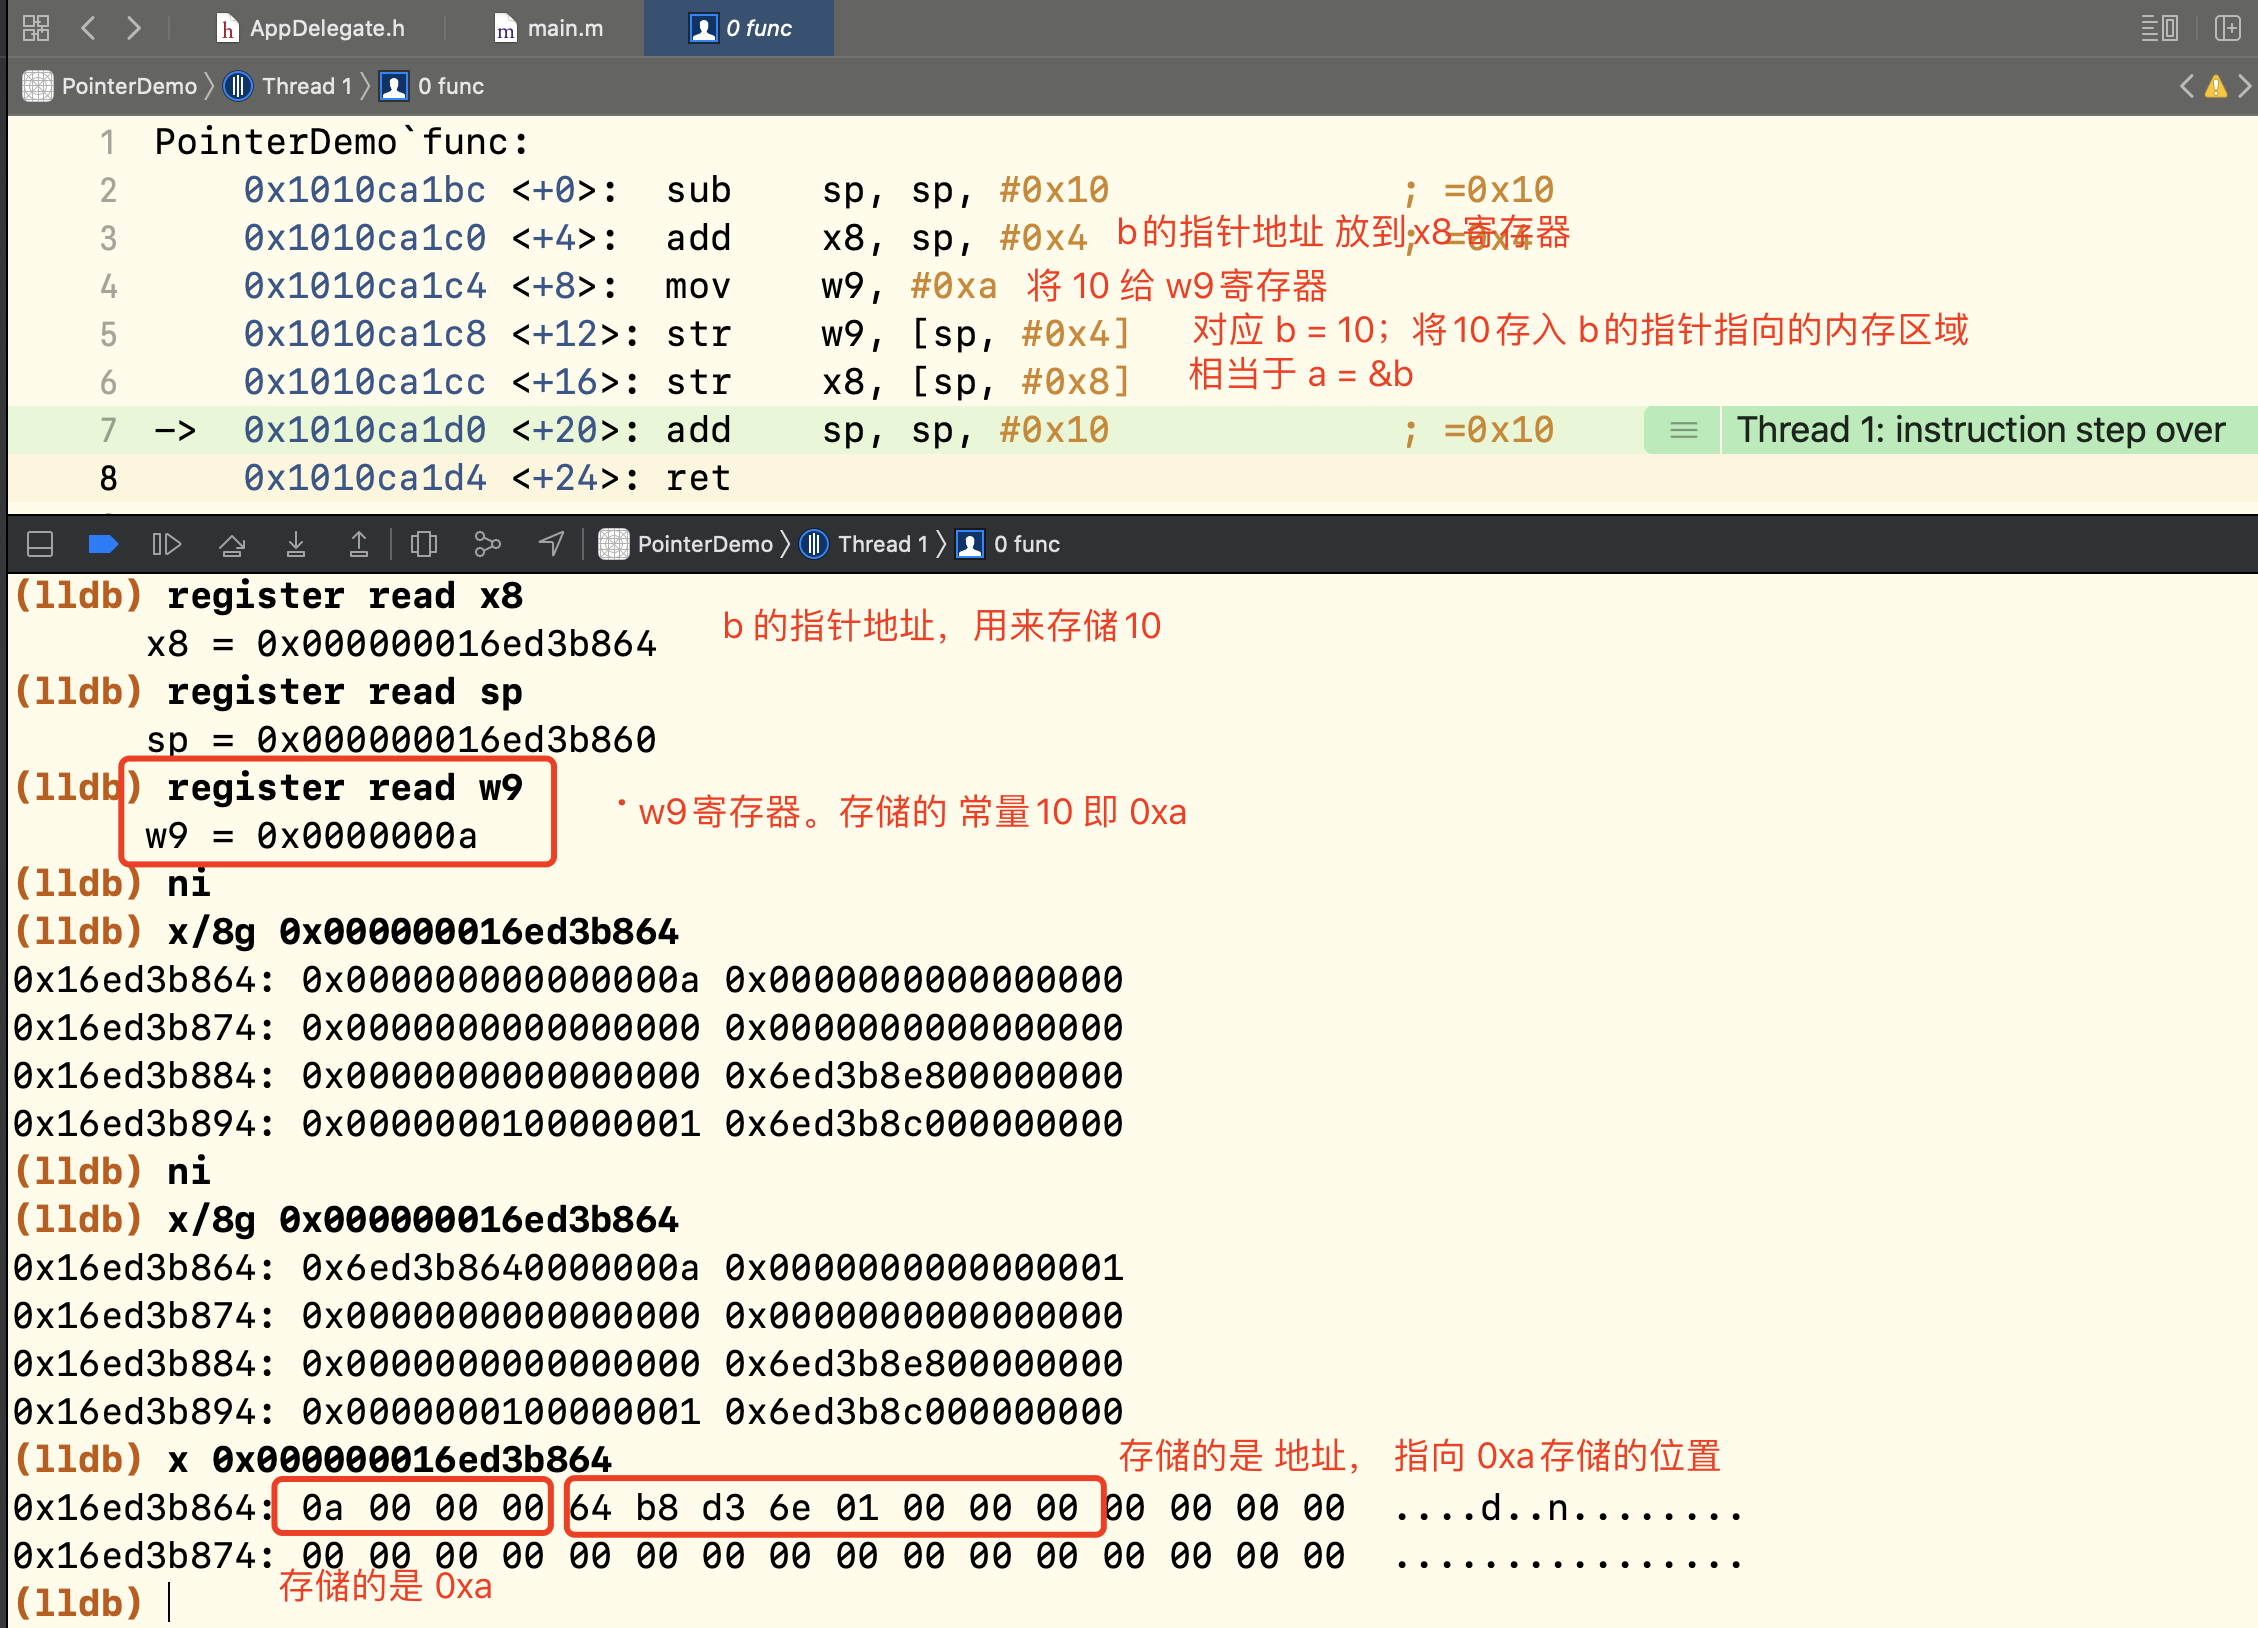 AppDelegate.h main.m 0 func
PointerDemo Thread 1 0 func
1 PointerDemo`func:
2 0x1010ca1bc <+0>: sub sp, sp, #0x10 ; =0x10
3 0x1010ca1c0 <+4>: add x8, sp, #0x4 ; =0x4
b的指针地址 放到x8 寄存器
4 0x1010ca1c4 <+8>: mov w9, #0xa 将 10 给 w9寄存器
5 0x1010ca1c8 <+12>: str w9, [sp, #0x4] 对应 b = 10；将10存入 b的指针指向的内存区域
6 0x1010ca1cc <+16>: str x8, [sp, #0x8] 相当于 a = &b
7 -> 0x1010ca1d0 <+20>: add sp, sp, #0x10 ; =0x10 Thread 1: instruction step over
8 0x1010ca1d4 <+24>: ret
PointerDemo Thread 1 0 func
(lldb) register read x8
b 的指针地址，用来存储10
x8 = 0x000000016ed3b864
(lldb) register read sp
sp = 0x000000016ed3b860
(lldb) register read w9
w9寄存器。存储的 常量10 即 0xa
w9 = 0x0000000a
(lldb) ni
(lldb) x/8g 0x000000016ed3b864
0x16ed3b864: 0x000000000000000a 0x0000000000000000
0x16ed3b874: 0x0000000000000000 0x0000000000000000
0x16ed3b884: 0x0000000000000000 0x6ed3b8e800000000
0x16ed3b894: 0x0000000100000001 0x6ed3b8c000000000
(lldb) ni
(lldb) x/8g 0x000000016ed3b864
0x16ed3b864: 0x6ed3b8640000000a 0x0000000000000001
0x16ed3b874: 0x0000000000000000 0x0000000000000000
0x16ed3b884: 0x0000000000000000 0x6ed3b8e800000000
0x16ed3b894: 0x0000000100000001 0x6ed3b8c000000000
(lldb) x 0x000000016ed3b864
存储的是 地址， 指向 0xa存储的位置
0x16ed3b864: 0a 00 00 00 64 b8 d3 6e 01 00 00 00 00 00 00 00 ....d..n........
0x16ed3b874: 00 00 00 00 00 00 00 00 00 00 00 00 00 00 00 00 ................
存储的是 0xa
(lldb)